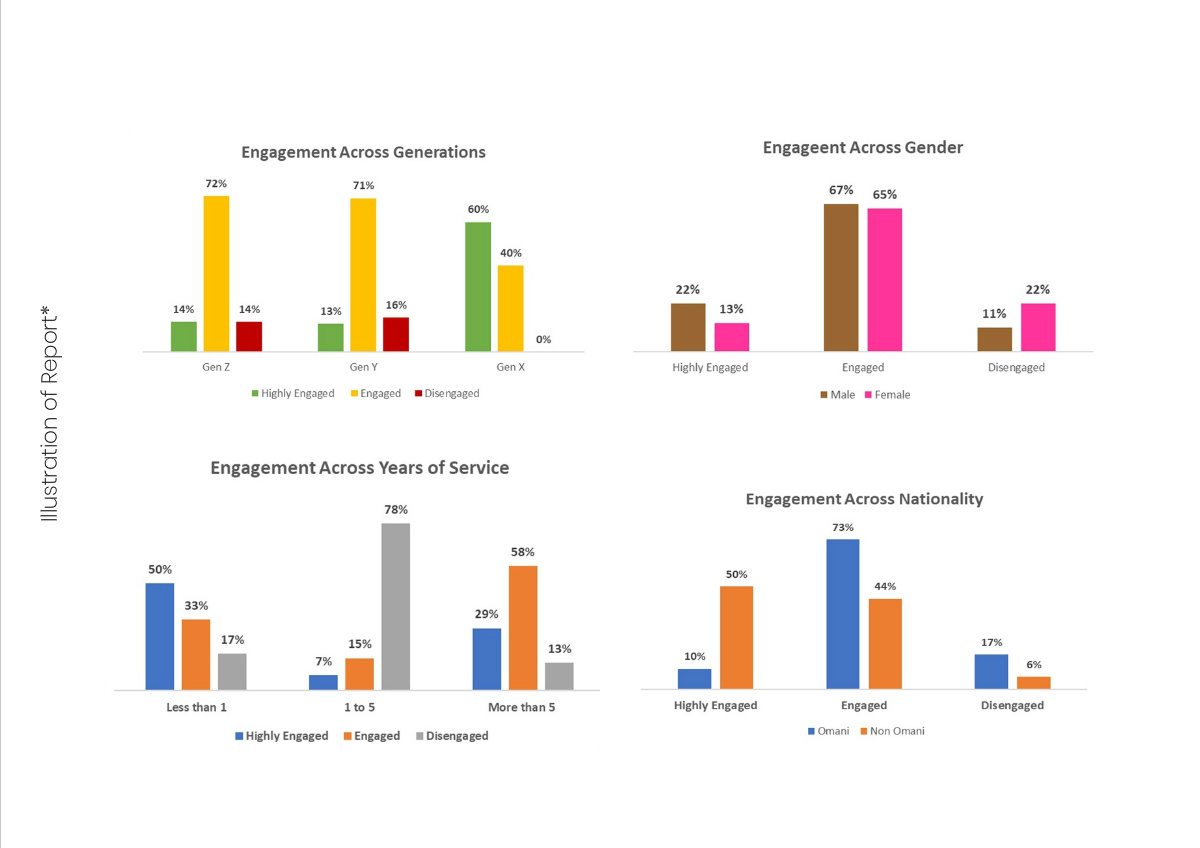 Illustration of Report*
Engagement Across Generations
72%
71%
60%
40%
14%
14%
13%
16%
0%
Gen Z
Gen Y
Gen X
Highly Engaged Engaged Disengaged
Engageent Across Gender
67%
65%
22%
13%
11%
22%
Highly Engaged
Engaged
Disengaged
Male Female
Engagement Across Years of Service
78%
50%
33%
17%
7%
15%
58%
29%
13%
Less than 1
1 to 5
More than 5
Highly Engaged Engaged Disengaged
Engagement Across Nationality
73%
50%
44%
10%
17%
6%
Highly Engaged
Engaged
Disengaged
Omani Non Omani